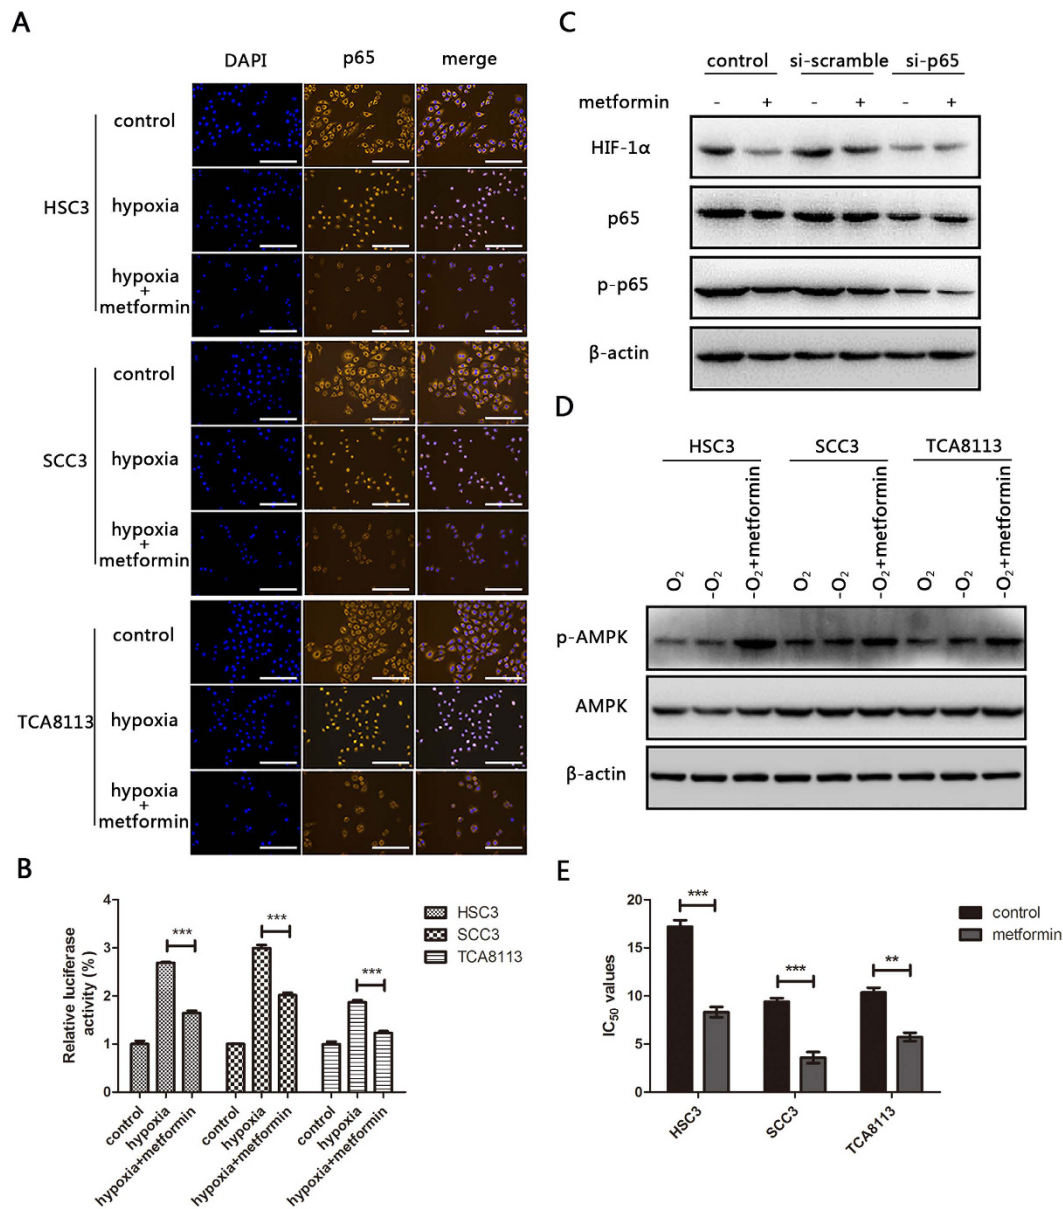 A
DAPI p65 merge
HSC3
control
hypoxia
hypoxia
+
metformin
SCC3
control
hypoxia
hypoxia
+
metformin
TCA8113
control
hypoxia
hypoxia
+
metformin
B
Relative luciferase
activity (%)
4
3
2
1
0
***
***
***
HSC3
SCC3
TCA8113
control
hypoxia
hypoxia+metformin
control
hypoxia
hypoxia+metformin
control
hypoxia
hypoxia+metformin
C
control si-scramble si-p65
metformin - + - + - +
HIF-1α
p65
p-p65
β-actin
D
HSC3 SCC3 TCA8113
O₂
-O₂
-O₂+metformin
O₂
-O₂
-O₂+metformin
O₂
-O₂
-O₂+metformin
p-AMPK
AMPK
β-actin
E
IC₅₀ values
20
15
10
5
0
***
***
**
control
metformin
HSC3
SCC3
TCA8113